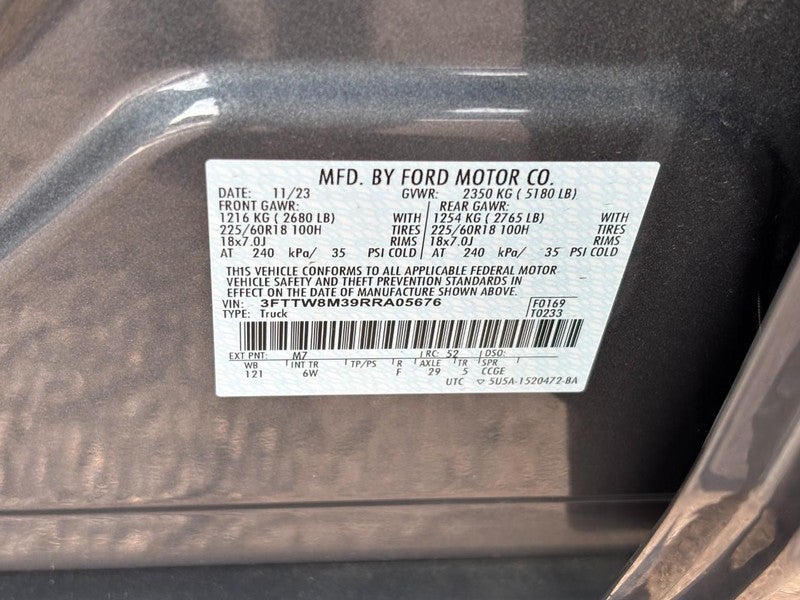 MFD. BY FORD MOTOR CO.
DATE: 11/23 GVWR: 2350 KG ( 5180 LB)
FRONT GAWR: REAR GAWR:
1216 KG ( 2680 LB) WITH 1254 KG ( 2765 LB) WITH
225/60R18 100H TIRES 225/60R18 100H TIRES
18x7.0J RIMS 18x7.0J RIMS
AT 240 kPa/ 35 PSI COLD AT 240 kPa/ 35 PSI COLD
THIS VEHICLE CONFORMS TO ALL APPLICABLE FEDERAL MOTOR
VEHICLE SAFETY AND THEFT PREVENTION STANDARDS IN
EFFECT ON THE DATE OF MANUFACTURE SHOWN ABOVE.
VIN: 3FTTW8M39RRA05676 F0169
TYPE: Truck T0233
EXT PNT: M7 RC: 52 DSO:
WB INT TR TP/PS R AXLE TR SPR
121 6W F 29 5 CCGE
UTC ▽ 5U5A-1520472-BA